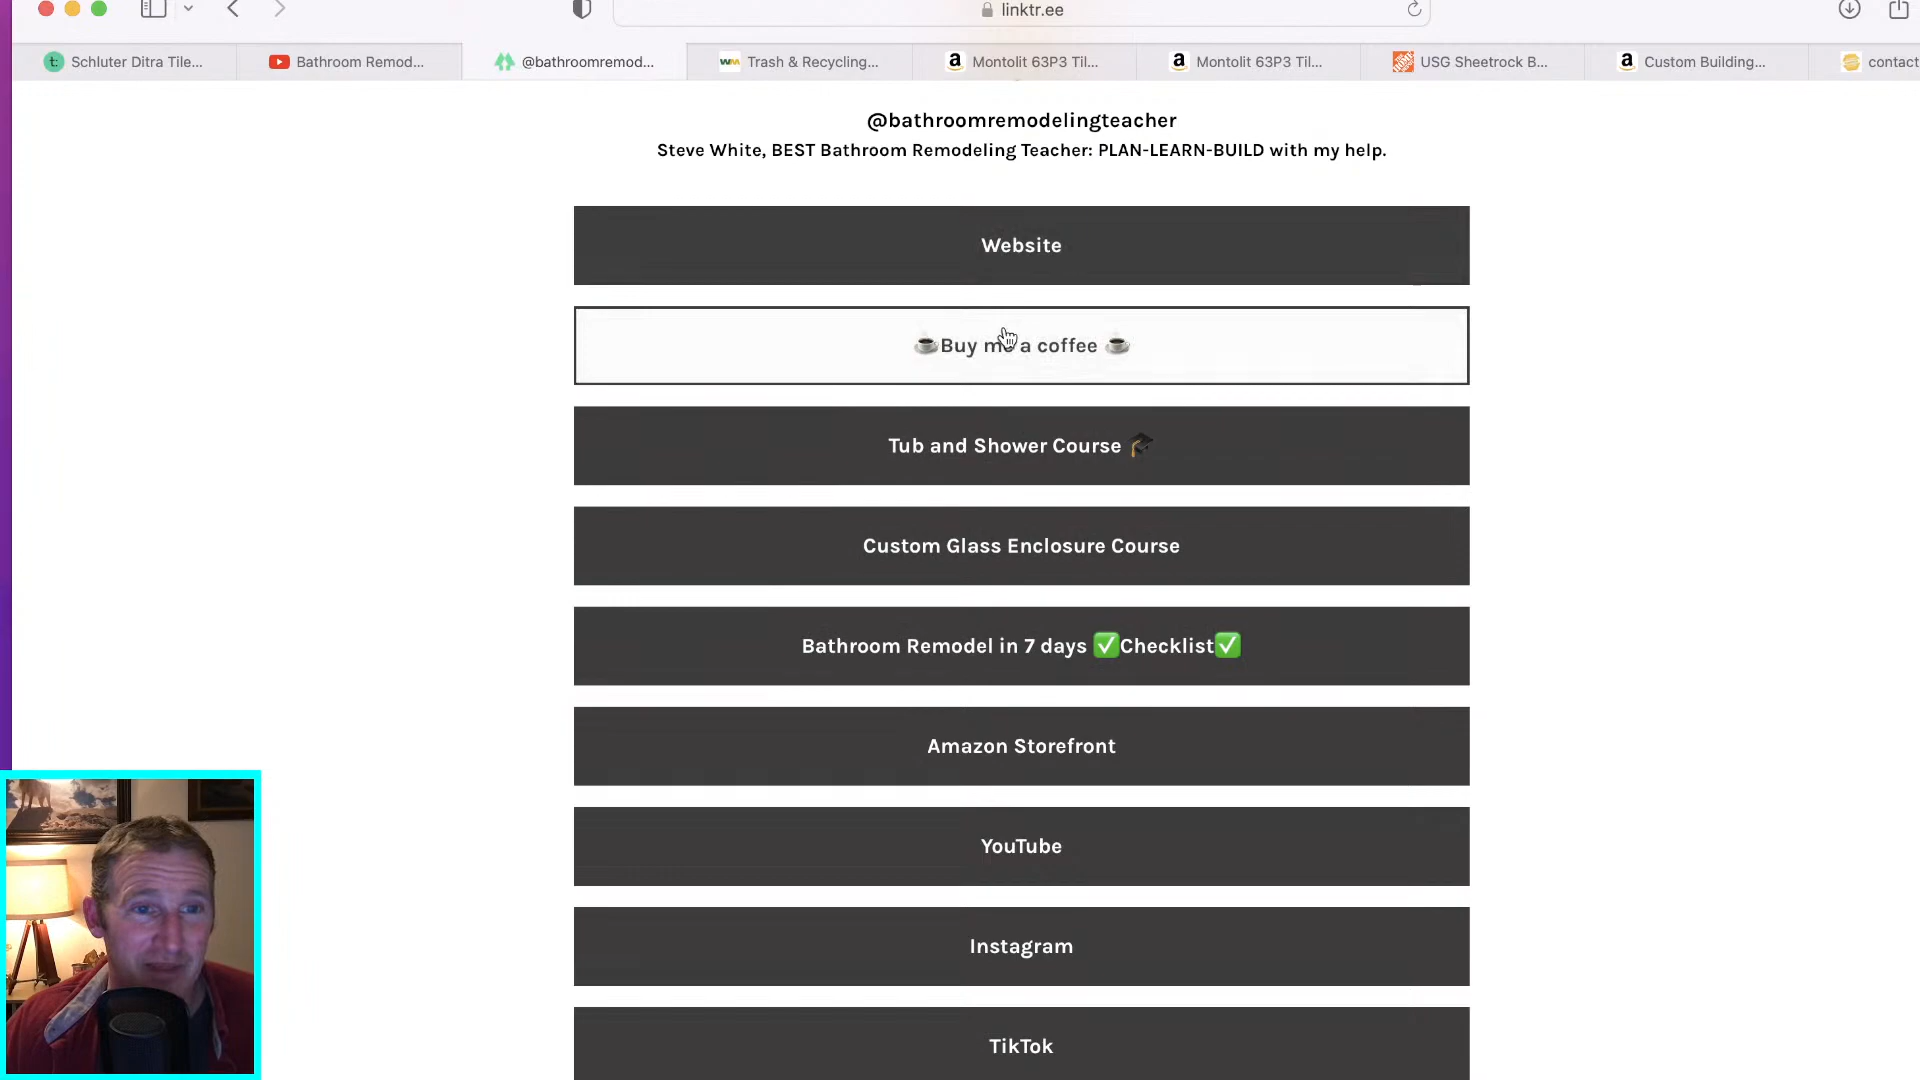 linktr.ee
Schluter Ditra Tile...
Bathroom Remod...
@bathroomremod...
Trash & Recycling...
Montolit 63P3 Til...
Montolit 63P3 Til...
USG Sheetrock B...
Custom Building...
contact
@bathroomremodelingteacher
Steve White, BEST Bathroom Remodeling Teacher: PLAN-LEARN-BUILD with my help.
Website
☕Buy me a coffee ☕
Tub and Shower Course 🎓
Custom Glass Enclosure Course
Bathroom Remodel in 7 days ✅Checklist✅
Amazon Storefront
YouTube
Instagram
TikTok